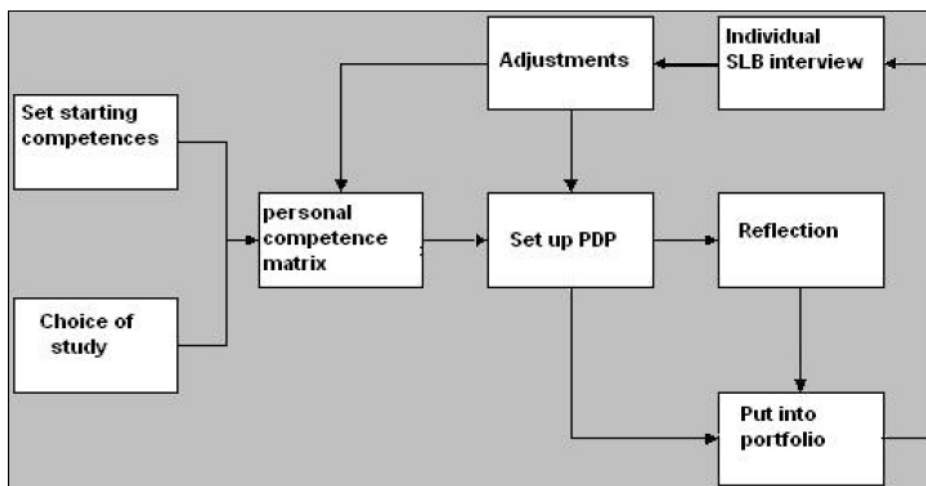 Individual
SLB interview
Adjustments
Set starting
competences
personal
competence
matrix
:
Set up PDP
Reflection
Choice of
study
Put into
portfolio